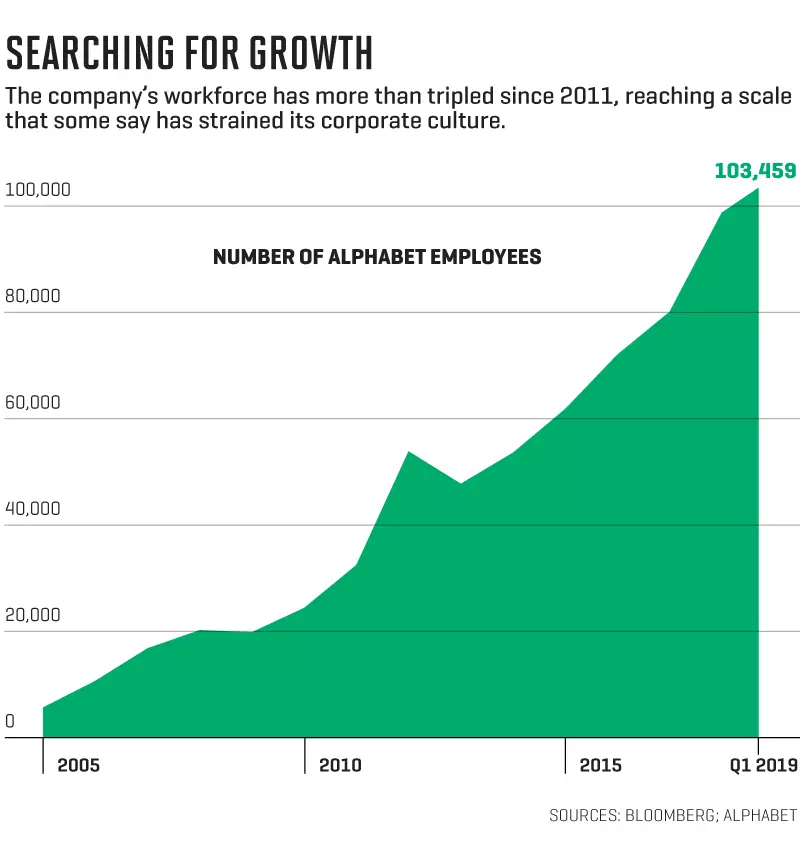 SEARCHING FOR GROWTH
The company’s workforce has more than tripled since 2011, reaching a scale
that some say has strained its corporate culture.
103,459
100,000
NUMBER OF ALPHABET EMPLOYEES
80,000
60,000
40,000
20,000
0
2005 2010 2015 Q1 2019
SOURCES: BLOOMBERG; ALPHABET